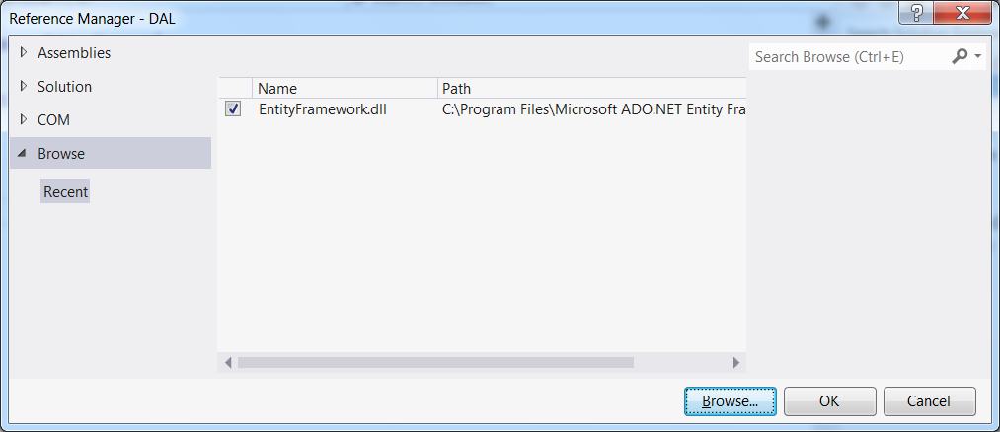 Reference Manager - DAL
Assemblies
Solution
COM
Browse
Recent
Name Path
EntityFramework.dll C:\Program Files\Microsoft ADO.NET Entity Fra
Search Browse (Ctrl+E)
Browse... OK Cancel